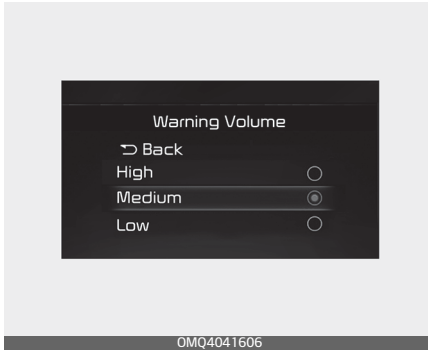 Warning Volume
⮌ Back
High
Medium
Low
OMQ4041606